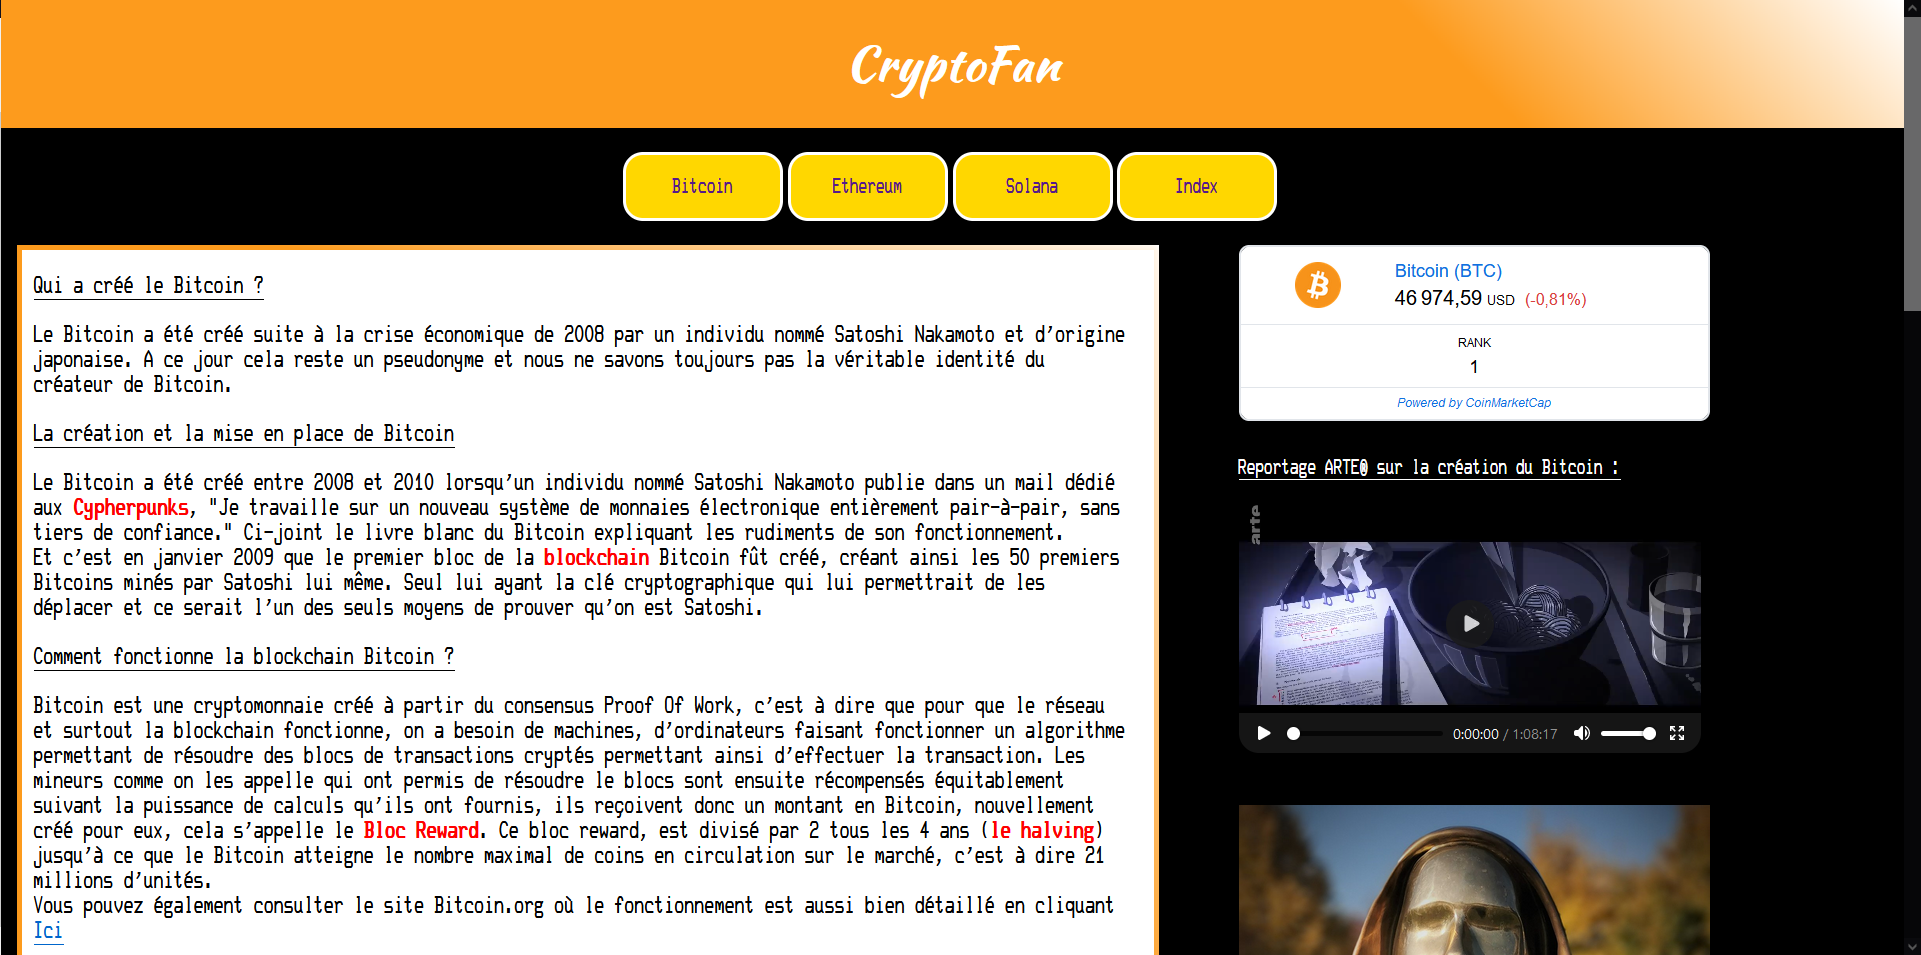 CryptoFan
Bitcoin
Ethereum
Solana
Index
Qui a créé le Bitcoin ?
Le Bitcoin a été créé suite à la crise économique de 2008 par un individu nommé Satoshi Nakamoto et d'origine
japonaise. A ce jour cela reste un pseudonyme et nous ne savons toujours pas la véritable identité du
créateur de Bitcoin.
La création et la mise en place de Bitcoin
Le Bitcoin a été créé entre 2008 et 2010 lorsqu'un individu nommé Satoshi Nakamoto publie dans un mail dédié
aux Cypherpunks, "Je travaille sur un nouveau système de monnaies électronique entièrement pair-à-pair, sans
tiers de confiance." Ci-joint le livre blanc du Bitcoin expliquant les rudiments de son fonctionnement.
Et c'est en janvier 2009 que le premier bloc de la blockchain Bitcoin fût créé, créant ainsi les 50 premiers
Bitcoins minés par Satoshi lui même. Seul lui ayant la clé cryptographique qui lui permettrait de les
déplacer et ce serait l'un des seuls moyens de prouver qu'on est Satoshi.
Comment fonctionne la blockchain Bitcoin ?
Bitcoin est une cryptomonnaie créé à partir du consensus Proof Of Work, c'est à dire que pour que le réseau
et surtout la blockchain fonctionne, on a besoin de machines, d'ordinateurs faisant fonctionner un algorithme
permettant de résoudre des blocs de transactions cryptés permettant ainsi d'effectuer la transaction. Les
mineurs comme on les appelle qui ont permis de résoudre le blocs sont ensuite récompensés équitablement
suivant la puissance de calculs qu'ils ont fournis, ils reçoivent donc un montant en Bitcoin, nouvellement
créé pour eux, cela s'appelle le Bloc Reward. Ce bloc reward, est divisé par 2 tous les 4 ans (le halving)
jusqu'à ce que le Bitcoin atteigne le nombre maximal de coins en circulation sur le marché, c'est à dire 21
millions d'unités.
Vous pouvez également consulter le site Bitcoin.org où le fonctionnement est aussi bien détaillé en cliquant
Ici
Bitcoin (BTC)
46 974,59 USD (-0,81%)
RANK
1
Powered by CoinMarketCap
Reportage ARTE@ sur la création du Bitcoin :
arte
0:00:00 / 1:08:17